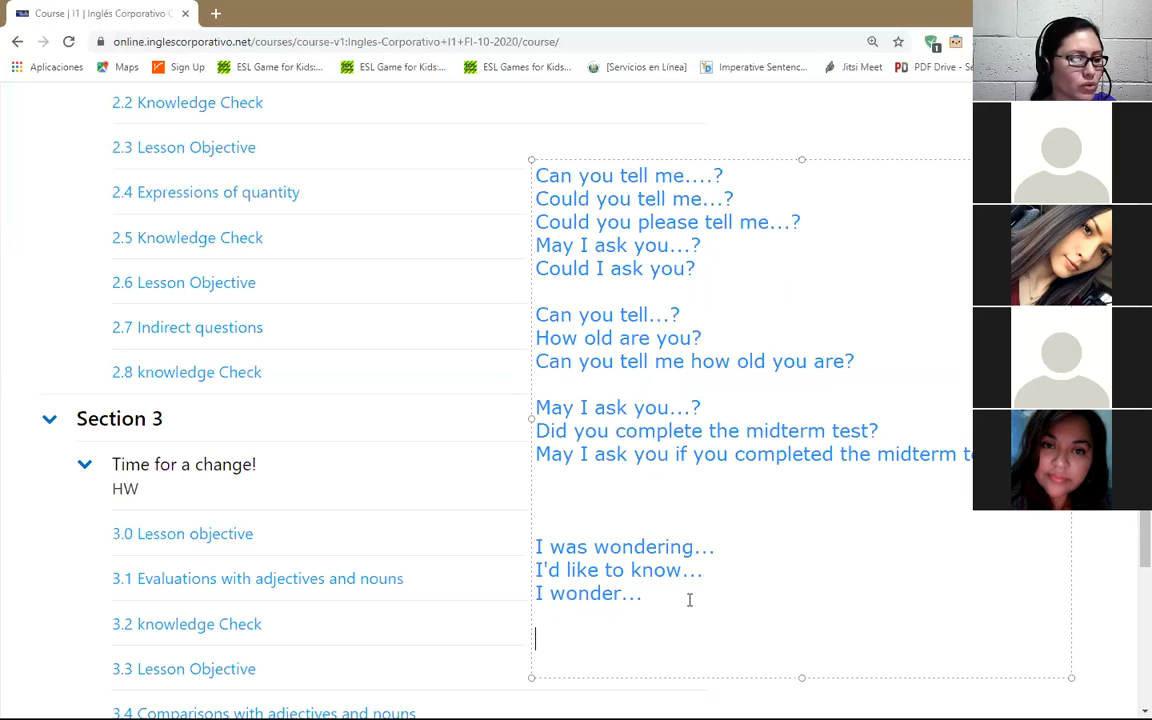 Course | I1 | Inglés Corporativo C
online.inglescorporativo.net/courses/course-v1:Ingles-Corporativo+I1+FI-10-2020/course/
1
Aplicaciones
Maps
Sign Up
ESL Game for Kids:...
ESL Game for Kids:...
ESL Games for Kids:...
[Servicios en Línea]
Imperative Sentenc...
Jitsi Meet
PDF Drive - Se
2.2 Knowledge Check
2.3 Lesson Objective
2.4 Expressions of quantity
2.5 Knowledge Check
2.6 Lesson Objective
2.7 Indirect questions
2.8 knowledge Check
Section 3
Time for a change!
HW
3.0 Lesson objective
3.1 Evaluations with adjectives and nouns
3.2 knowledge Check
3.3 Lesson Objective
3.4 Comparisons with adjectives and nouns
Can you tell me....?
Could you tell me...?
Could you please tell me...?
May I ask you...?
Could I ask you?
Can you tell...?
How old are you?
Can you tell me how old you are?
May I ask you...?
Did you complete the midterm test?
May I ask you if you completed the midterm te
I was wondering...
I'd like to know...
I wonder...